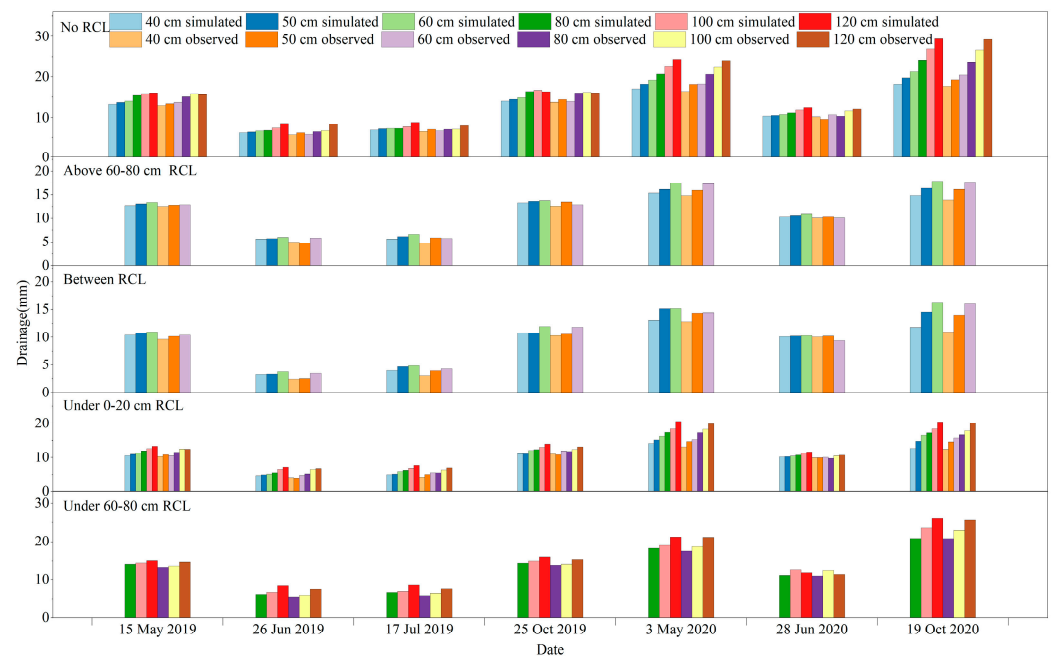 No RCL
40 cm simulated 50 cm simulated 60 cm simulated 80 cm simulated 100 cm simulated 120 cm simulated
40 cm observed 50 cm observed 60 cm observed 80 cm observed 100 cm observed 120 cm observed
30
20
10
0
Above 60-80 cm RCL
20
15
10
5
0
Between RCL
20
15
10
5
0
Under 0-20 cm RCL
20
10
0
Under 60-80 cm RCL
30
20
10
0
Drainage(mm)
15 May 2019 26 Jun 2019 17 Jul 2019 25 Oct 2019 3 May 2020 28 Jun 2020 19 Oct 2020
Date